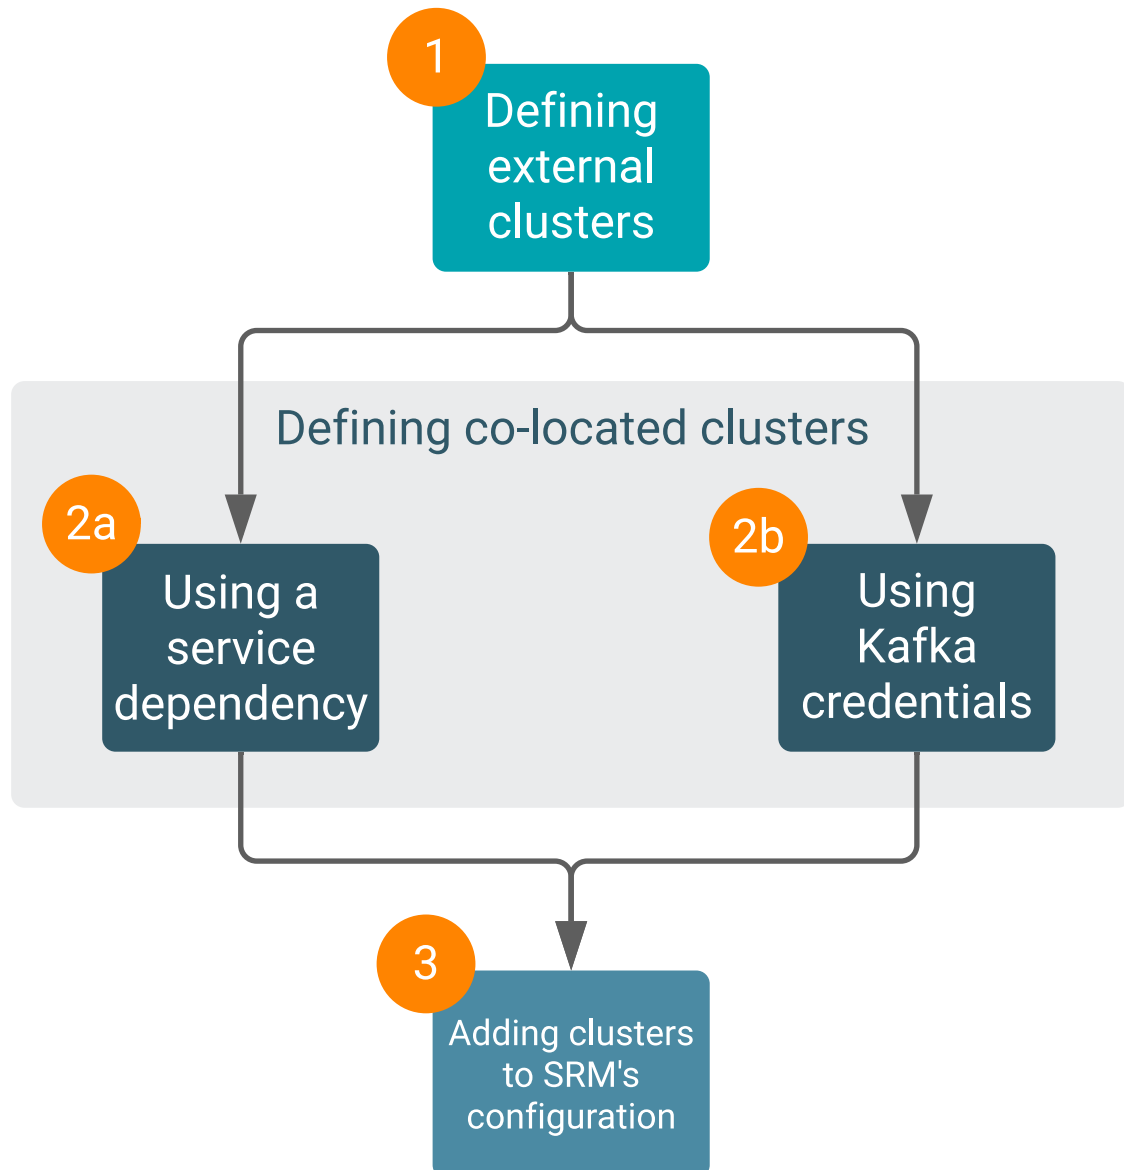 1
Defining
external
clusters
Defining co-located clusters
2a
Using a
service
dependency
2b
Using
Kafka
credentials
3
Adding clusters
to SRM's
configuration